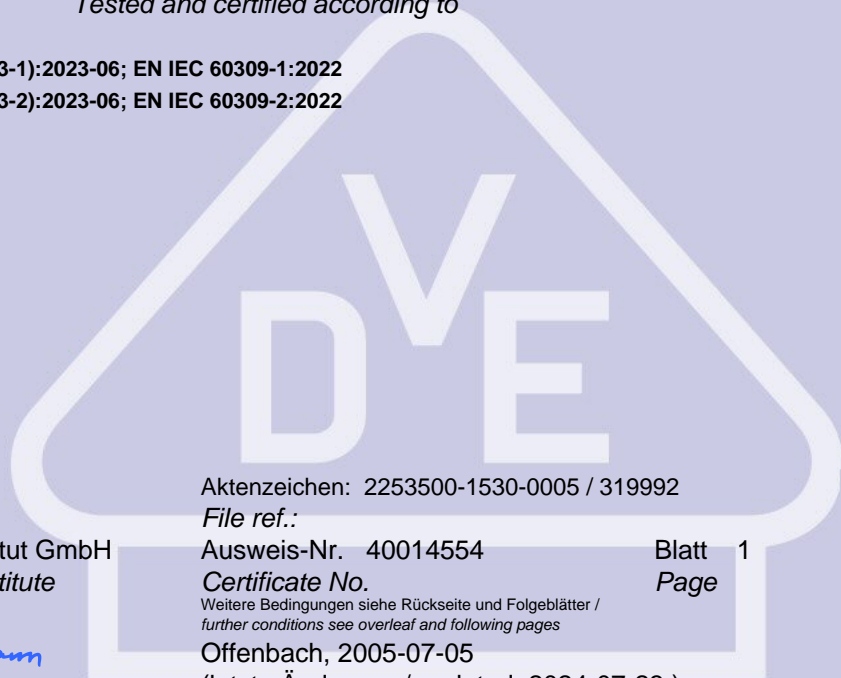 Tested and certified according to
3-1):2023-06; EN IEC 60309-1:2022
3-2):2023-06; EN IEC 60309-2:2022
DVE
Aktenzeichen: 2253500-1530-0005 / 319992
File ref.:
tut GmbH Ausweis-Nr. 40014554 Blatt 1
titute Certificate No. Page
Weitere Bedingungen siehe Rückseite und Folgeblätter /
further conditions see overleaf and following pages
Offenbach, 2005-07-05